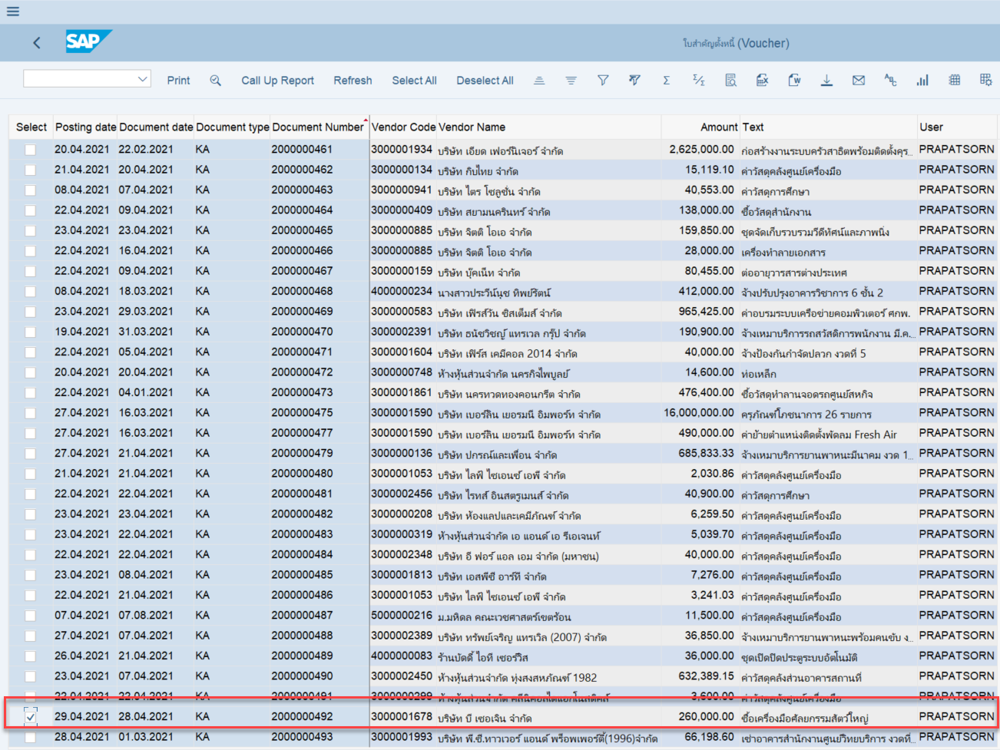 SAP
ใบสำคัญตั้งหนี้ (Voucher)
Print Call Up Report Refresh Select All Deselect All
Select Posting date Document date Document type Document Number Vendor Code Vendor Name Amount Text User
20.04.2021 22.02.2021 KA 2000000461 3000001934 บริษัท เอียด เฟอร์นิเจอร์ จำกัด 2,625,000.00 ก่อสร้างงานระบบครัวสาธิตพร้อมติดตั้งครุ... PRAPATSORN
21.04.2021 20.04.2021 KA 2000000462 3000000134 บริษัท กิบไทย จำกัด 15,119.10 ค่าวัสดุคลังศูนย์เครื่องมือ PRAPATSORN
08.04.2021 07.04.2021 KA 2000000463 3000000941 บริษัท ไตร โซลูชั่น จำกัด 40,553.00 ค่าวัสดุการศึกษา PRAPATSORN
22.04.2021 09.04.2021 KA 2000000464 3000000409 บริษัท สยามนครินทร์ จำกัด 138,000.00 ซื้อวัสดุสำนักงาน PRAPATSORN
23.04.2021 23.04.2021 KA 2000000465 3000000885 บริษัท จิตติ โอเอ จำกัด 159,850.00 ชุดจัดเก็บรวบรวมวีดีทัศน์และภาพนิ่ง PRAPATSORN
22.04.2021 16.04.2021 KA 2000000466 3000000885 บริษัท จิตติ โอเอ จำกัด 28,000.00 เครื่องทำลายเอกสาร PRAPATSORN
22.04.2021 09.04.2021 KA 2000000467 3000000159 บริษัท บุ๊คเน็ท จำกัด 80,455.00 ต่ออายุวารสารต่างประเทศ PRAPATSORN
08.04.2021 18.03.2021 KA 2000000468 4000000234 นางสาวประวีน์นุช ทิพย์รัตน์ 412,000.00 จ้างปรับปรุงอาคารวิชาการ 6 ชั้น 2 PRAPATSORN
23.04.2021 29.03.2021 KA 2000000469 3000000583 บริษัท เฟิรส์วัน ซิสเต็มส์ จำกัด 965,425.00 ค่าอบรมระบบเครือข่ายคอมพิวเตอร์ ศกพ. PRAPATSORN
19.04.2021 31.03.2021 KA 2000000470 3000002391 บริษัท ธนัชวิชญ์ แทรเวล กรุ๊ป จำกัด 190,900.00 จ้างเหมาบริการรถสวัสดิการพนักงาน มี.ค... PRAPATSORN
22.04.2021 05.04.2021 KA 2000000471 3000001604 บริษัท เฟิร์ส เคมีคอล 2014 จำกัด 40,000.00 จ้างป้องกันกำจัดปลวก งวดที่ 5 PRAPATSORN
20.04.2021 20.04.2021 KA 2000000472 3000000748 ห้างหุ้นส่วนจำกัด นครกิจไพบูลย์ 14,600.00 ท่อเหล็ก PRAPATSORN
22.04.2021 04.01.2021 KA 2000000473 3000001861 บริษัท นครทวดทองคอนกรีต จำกัด 476,400.00 ซื้อวัสดุทำลานจอดรถศูนย์สหกิจ PRAPATSORN
27.04.2021 16.03.2021 KA 2000000475 3000001590 บริษัท เบอร์ลิน เยอรมนี อิมพอร์ท จำกัด 16,000,000.00 ครุภัณฑ์โภชนาการ 26 รายการ PRAPATSORN
27.04.2021 16.03.2021 KA 2000000477 3000001590 บริษัท เบอร์ลิน เยอรมนี อิมพอร์ท จำกัด 490,000.00 ค่าย้ายตำแหน่งติดตั้งพัดลม Fresh Air PRAPATSORN
27.04.2021 21.04.2021 KA 2000000479 3000000136 บริษัท ปกรณ์และเพื่อน จำกัด 685,833.33 จ้างเหมาบริการยานพาหนะมีนาคม งวด 1... PRAPATSORN
21.04.2021 21.04.2021 KA 2000000480 3000001053 บริษัท ไลฟ์ ไซเอนซ์ เอพี จำกัด 2,030.86 ค่าวัสดุคลังศูนย์เครื่องมือ PRAPATSORN
22.04.2021 22.04.2021 KA 2000000481 3000002456 บริษัท ไรทส์ อินสตรูเมนส์ จำกัด 40,900.00 ค่าวัสดุการศึกษา PRAPATSORN
23.04.2021 23.04.2021 KA 2000000482 3000000208 บริษัท ห้องแลปและเคมีภัณฑ์ จำกัด 6,259.50 ค่าวัสดุคลังศูนย์เครื่องมือ PRAPATSORN
23.04.2021 22.04.2021 KA 2000000483 3000000319 ห้างหุ้นส่วนจำกัด เอ แอนด์ เอ รีเอเจนท์ 5,039.70 ค่าวัสดุคลังศูนย์เครื่องมือ PRAPATSORN
22.04.2021 22.04.2021 KA 2000000484 3000002348 บริษัท อี ฟอร์ แอล เอม จำกัด (มหาชน) 40,000.00 ค่าวัสดุคลังศูนย์เครื่องมือ PRAPATSORN
23.04.2021 08.04.2021 KA 2000000485 3000001813 บริษัท เอสพีซี อาร์ที จำกัด 7,276.00 ค่าวัสดุคลังศูนย์เครื่องมือ PRAPATSORN
22.04.2021 21.04.2021 KA 2000000486 3000001053 บริษัท ไลฟ์ ไซเอนซ์ เอพี จำกัด 3,241.03 ค่าวัสดุคลังศูนย์เครื่องมือ PRAPATSORN
07.04.2021 07.08.2021 KA 2000000487 5000000216 ม.มหิดล คณะเวชศาสตร์เขตร้อน 11,500.00 ค่าวัสดุคลังศูนย์เครื่องมือ PRAPATSORN
27.04.2021 07.04.2021 KA 2000000488 3000002389 บริษัท ทรัพย์เจริญ แทรเวิล (2007) จำกัด 36,850.00 จ้างเหมาบริการยานพาหนะพร้อมคนขับ ง... PRAPATSORN
26.04.2021 21.04.2021 KA 2000000489 4000000083 ร้านบัดดี้ ไอที เซอร์วิส 36,000.00 ชุดเปิดปิดประตูระบบอัตโนมัติ PRAPATSORN
23.04.2021 07.04.2021 KA 2000000490 3000002450 ห้างหุ้นส่วนจำกัด ทุ่งสงสหภัณฑ์ 1982 632,389.15 ค่าวัสดุคลังส่วนอาคารสถานที่ PRAPATSORN
22.04.2021 22.04.2021 KA 2000000491 3000000299 ห้างหุ้นส่วนจำกัด คลีนิคอลไดแอกโนสติคส์ 3,600.00 ค่าวัสดุคลังศูนย์เครื่องมือ PRAPATSORN
29.04.2021 28.04.2021 KA 2000000492 3000001678 บริษัท บี เซอเจิน จำกัด 260,000.00 ซื้อเครื่องมือศัลยกรรมสัตว์ใหญ่ PRAPATSORN
28.04.2021 01.03.2021 KA 2000000493 3000001993 บริษัท พี.ซี.ทาวเวอร์ แอนด์ พร็อพเพอร์ตี้(1996)จำกัด 66,198.60 เช่าอาคารสำนักงานศูนย์วิทยบริการ งวดที่... PRAPATSORN